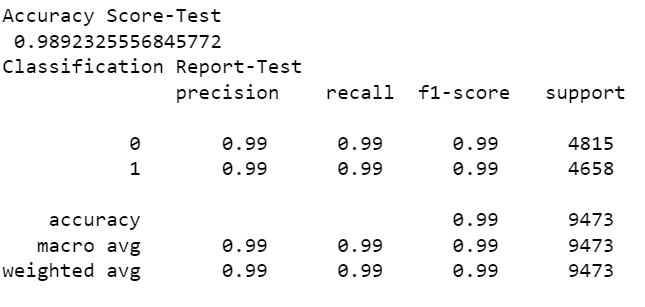 Accuracy Score-Test
0.9892325556845772
Classification Report-Test
precision recall f1-score support
0 0.99 0.99 0.99 4815
1 0.99 0.99 0.99 4658
accuracy 0.99 9473
macro avg 0.99 0.99 0.99 9473
weighted avg 0.99 0.99 0.99 9473